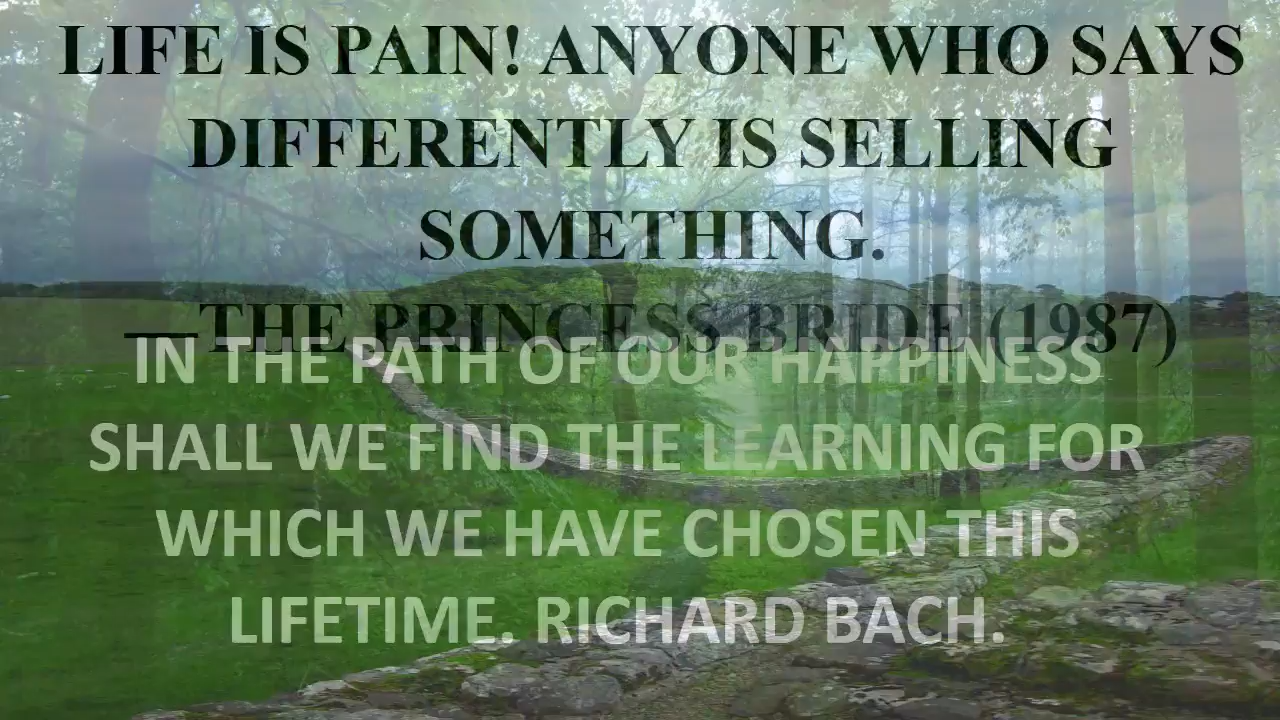 LIFE IS PAIN! ANYONE WHO SAYS
DIFFERENTLY IS SELLING
SOMETHING.
—THE PRINCESS BRIDE (1987)
IN THE PATH OF OUR HAPPINESS
SHALL WE FIND THE LEARNING FOR
WHICH WE HAVE CHOSEN THIS
LIFETIME. RICHARD BACH.